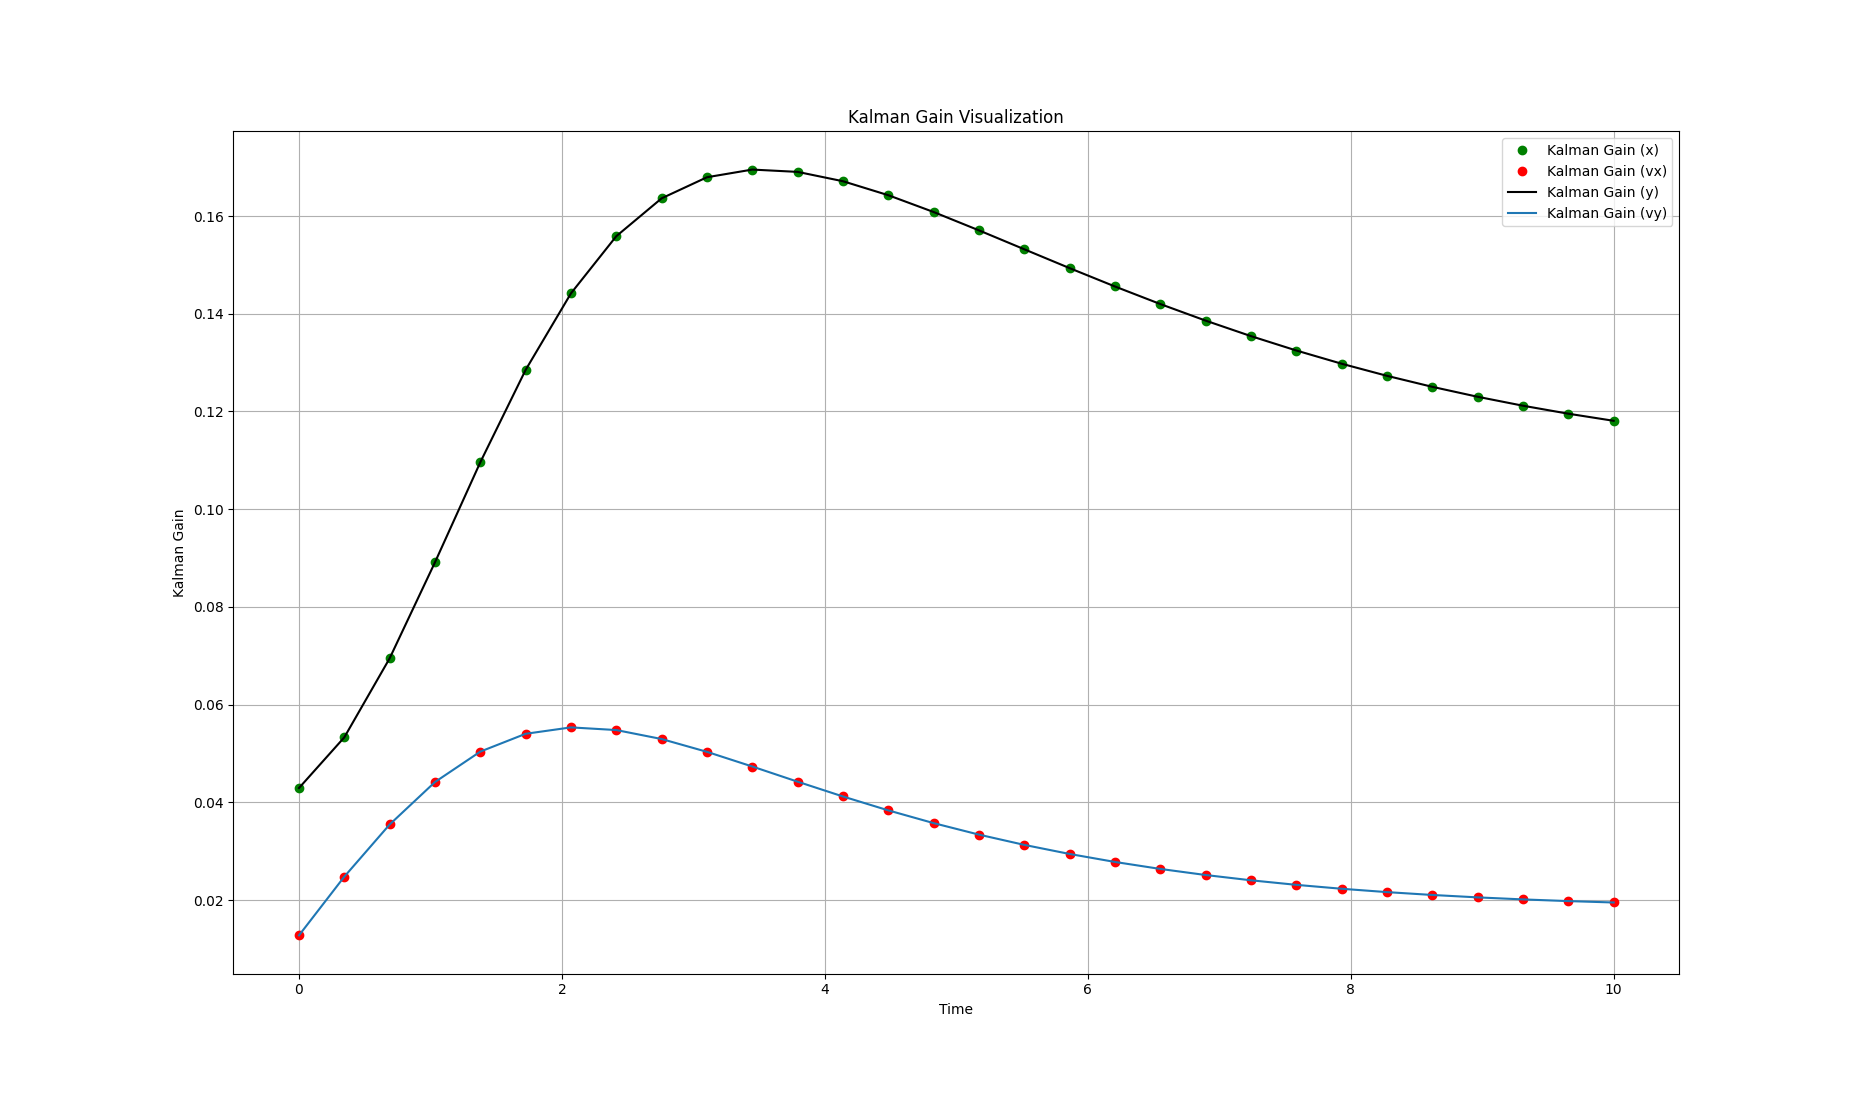 Kalman Gain Visualization
Kalman Gain (x)
Kalman Gain (vx)
Kalman Gain (y)
Kalman Gain (vy)
Kalman Gain
0.16
0.14
0.12
0.10
0.08
0.06
0.04
0.02
0 2 4 6 8 10
Time